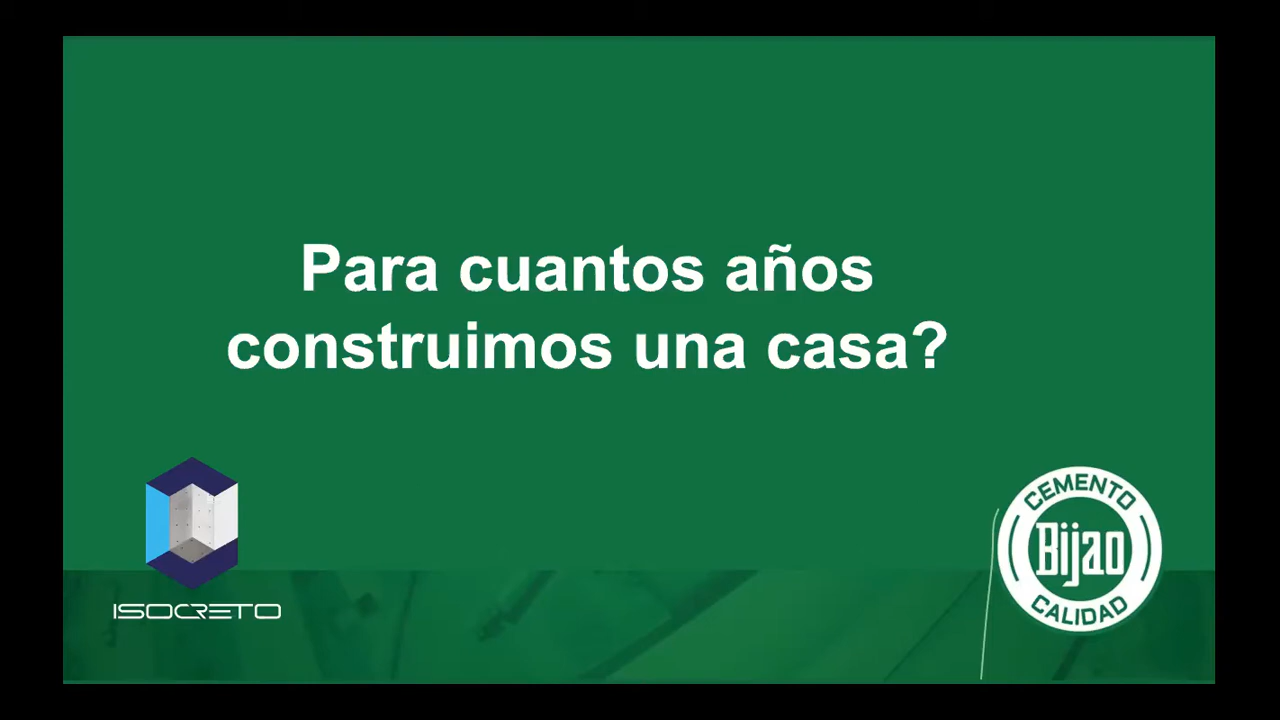 Para cuantos años
construimos una casa?
ISOCRETO
CEMENTO
Bijao
CALIDAD